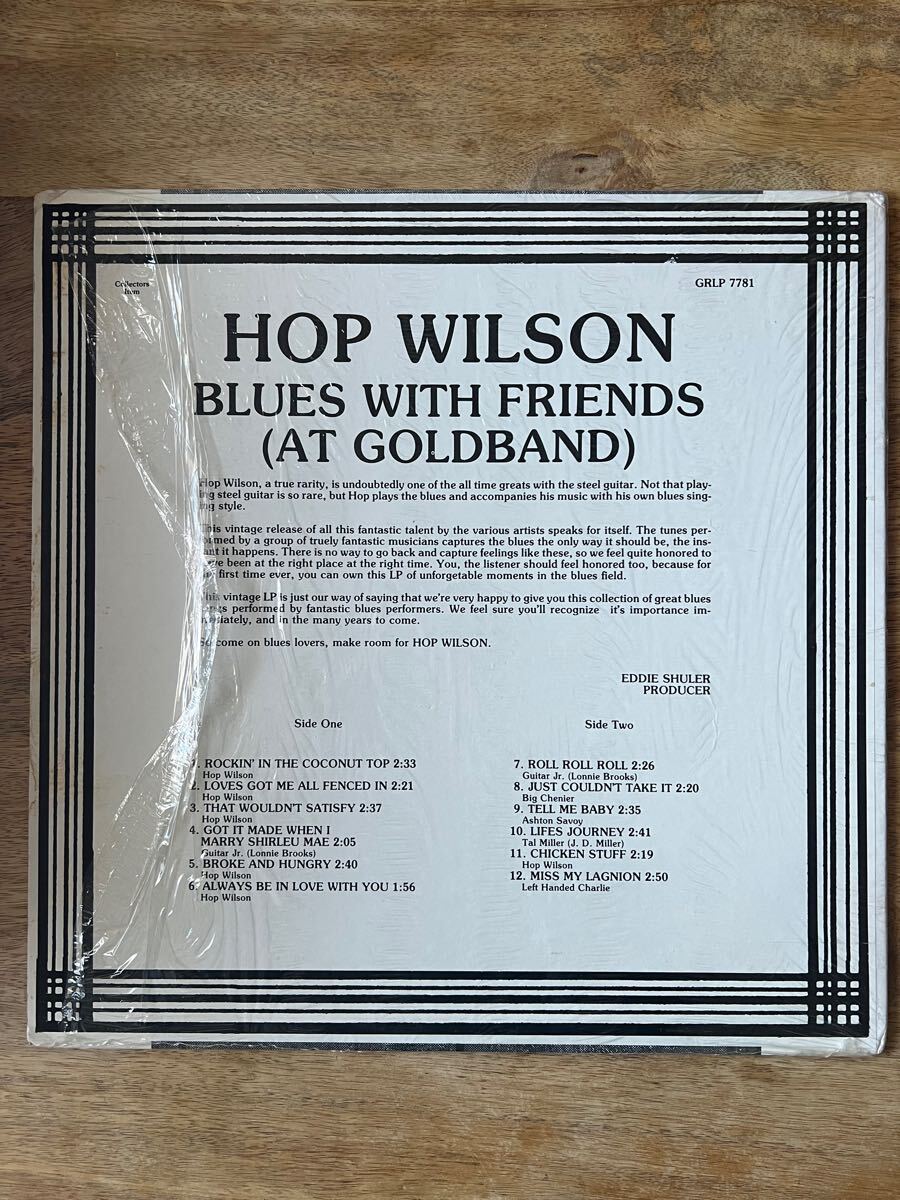 Collectors
Item
GRLP 7781
HOP WILSON
BLUES WITH FRIENDS
(AT GOLDBAND)
Hop Wilson, a true rarity, is undoubtedly one of the all time greats with the steel guitar. Not that play-
ing steel guitar is so rare, but Hop plays the blues and accompanies his music with his own blues sing-
ing style.
This vintage release of all this fantastic talent by the various artists speaks for itself. The tunes per-
formed by a group of truely fantastic musicians captures the blues the only way it should be, the ins-
tant it happens. There is no way to go back and capture feelings like these, so we feel quite honored to
have been at the right place at the right time. You, the listener should feel honored too, because for
the first time ever, you can own this LP of unforgetable moments in the blues field.
This vintage LP is just our way of saying that we're very happy to give you this collection of great blues
songs performed by fantastic blues performers. We feel sure you'll recognize it's importance im-
mediately, and in the many years to come.
So come on blues lovers, make room for HOP WILSON.
EDDIE SHULER
PRODUCER
Side One
1. ROCKIN' IN THE COCONUT TOP 2:33
Hop Wilson
2. LOVES GOT ME ALL FENCED IN 2:21
Hop Wilson
3. THAT WOULDN'T SATISFY 2:37
Hop Wilson
4. GOT IT MADE WHEN I
MARRY SHIRLEU MAE 2:05
Guitar Jr. (Lonnie Brooks)
5. BROKE AND HUNGRY 2:40
Hop Wilson
6. ALWAYS BE IN LOVE WITH YOU 1:56
Hop Wilson
Side Two
7. ROLL ROLL ROLL 2:26
Guitar Jr. (Lonnie Brooks)
8. JUST COULDN'T TAKE IT 2:20
Big Chenier
9. TELL ME BABY 2:35
Ashton Savoy
10. LIFES JOURNEY 2:41
Tal Miller (J. D. Miller)
11. CHICKEN STUFF 2:19
Hop Wilson
12. MISS MY LAGNION 2:50
Left Handed Charlie